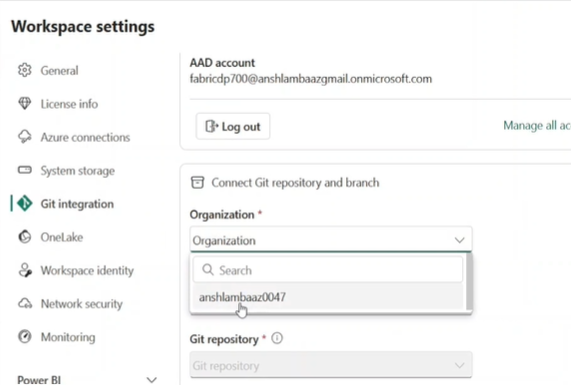 Workspace settings
General
License info
Azure connections
System storage
Git integration
OneLake
Workspace identity
Network security
Monitoring
Power BI
AAD account
fabricdp700@anshlambaazgmail.onmicrosoft.com
Log out
Manage all ac
Connect Git repository and branch
Organization *
Organization
Search
anshlambaaz0047
Git repository *
Git repository